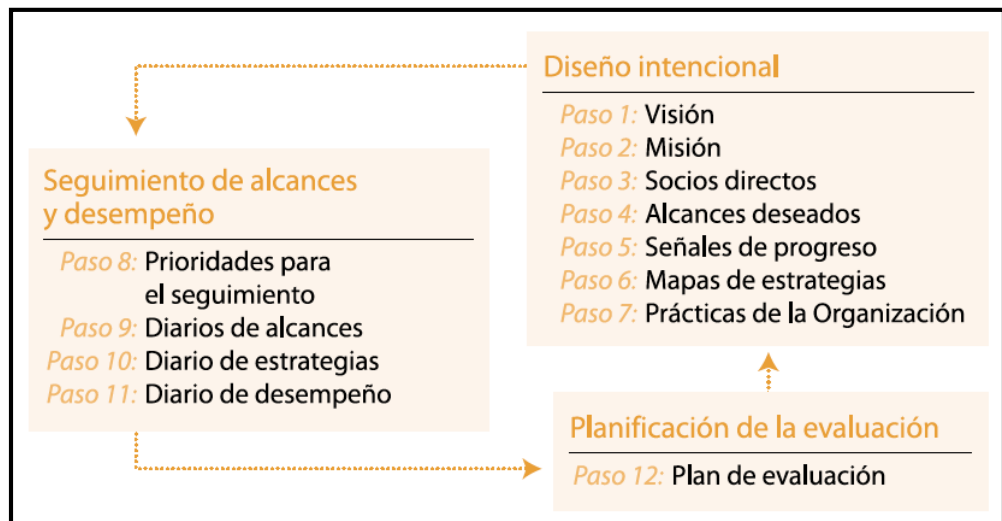 Diseño intencional
Paso 1: Visión
Paso 2: Misión
Paso 3: Socios directos
Paso 4: Alcances deseados
Paso 5: Señales de progreso
Paso 6: Mapas de estrategias
Paso 7: Prácticas de la Organización
Seguimiento de alcances
y desempeño
Paso 8: Prioridades para
el seguimiento
Paso 9: Diarios de alcances
Paso 10: Diario de estrategias
Paso 11: Diario de desempeño
Planificación de la evaluación
Paso 12: Plan de evaluación